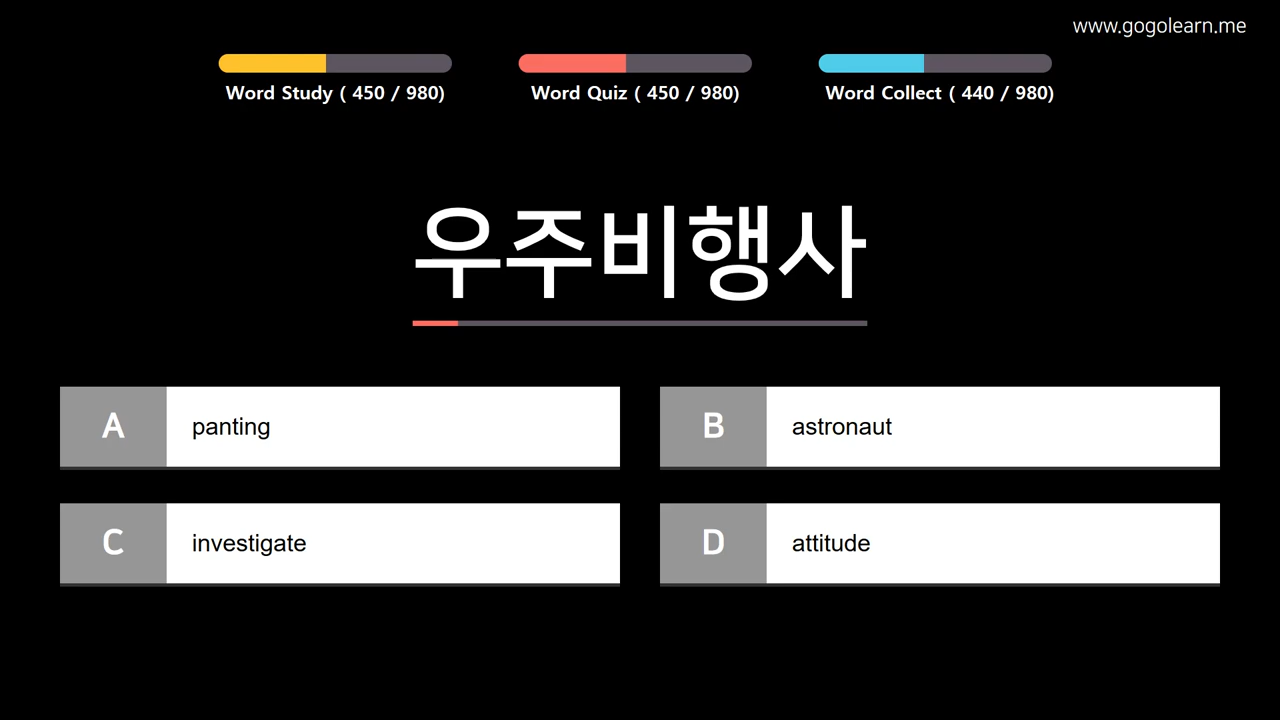 www.gogolearn.me
Word Study ( 450 / 980)
Word Quiz ( 450 / 980)
Word Collect ( 440 / 980)
우주비행사
A panting
B astronaut
C investigate
D attitude